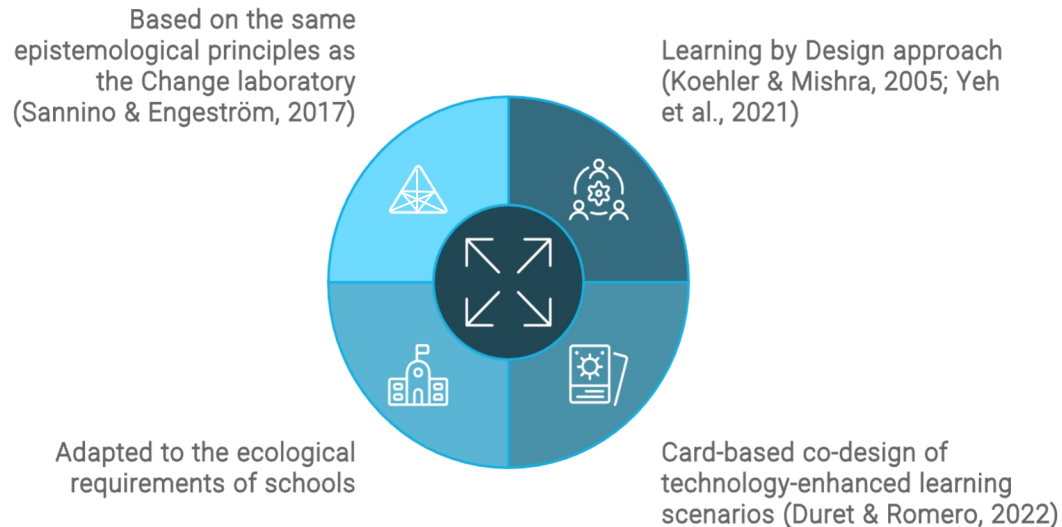 Based on the same
epistemological principles as
the Change laboratory
(Sannino & Engeström, 2017)
Learning by Design approach
(Koehler & Mishra, 2005; Yeh
et al., 2021)
Adapted to the ecological
requirements of schools
Card-based co-design of
technology-enhanced learning
scenarios (Duret & Romero, 2022)